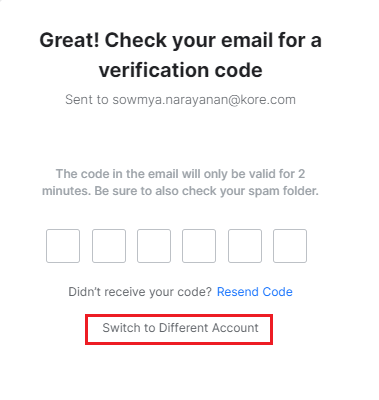 Great! Check your email for a
verification code
Sent to sowmya.narayanan@kore.com
The code in the email will only be valid for 2
minutes. Be sure to also check your spam folder.
Didn't receive your code? Resend Code
Switch to Different Account